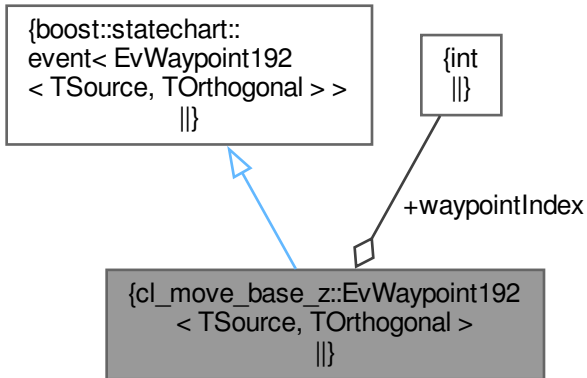 {boost::statechart::
event< EvWaypoint192
< TSource, TOrthogonal > >
||}
{int
||}
+waypointIndex
{cl_move_base_z::EvWaypoint192
< TSource, TOrthogonal >
||}